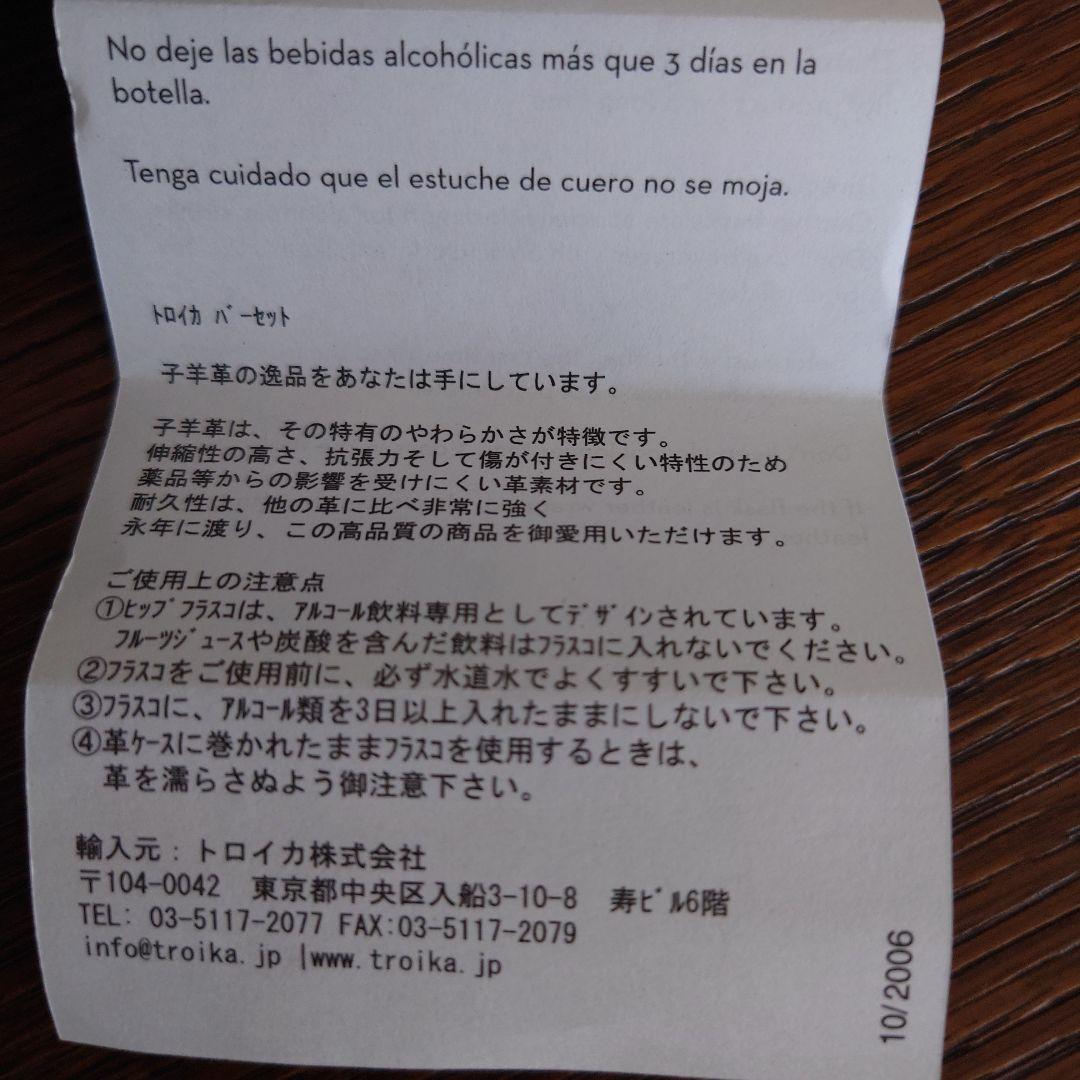 No deje las bebidas alcohólicas más que 3 días en la
botella.
Tenga cuidado que el estuche de cuero no se moja.
ﾄﾛｲｶ ﾊﾞｰｾｯﾄ
子羊革の逸品をあなたは手にしています。
子羊革は、その特有のやわらかさが特徴です。
伸縮性の高さ、抗張力そして傷が付きにくい特性のため
薬品等からの影響を受けにくい革素材です。
耐久性は、他の革に比べ非常に強く
永年に渡り、この高品質の商品を御愛用いただけます。
ご使用上の注意点
①ﾋｯﾌﾟﾌﾗｽｺは、ｱﾙｺｰﾙ飲料専用としてﾃﾞｻﾞｲﾝされています。
ﾌﾙｰﾂｼﾞｭｰｽや炭酸を含んだ飲料はﾌﾗｽｺに入れないでください。
②ﾌﾗｽｺをご使用前に、必ず水道水でよくすすいで下さい。
③ﾌﾗｽｺに、ｱﾙｺｰﾙ類を3日以上入れたままにしないで下さい。
④革ｹｰｽに巻かれたままﾌﾗｽｺを使用するときは、
革を濡らさぬよう御注意下さい。
輸入元：トロイカ株式会社
〒104-0042 東京都中央区入船3-10-8 寿ﾋﾞﾙ6階
TEL: 03-5117-2077 FAX:03-5117-2079
info@troika.jp |www.troika.jp
10/2006